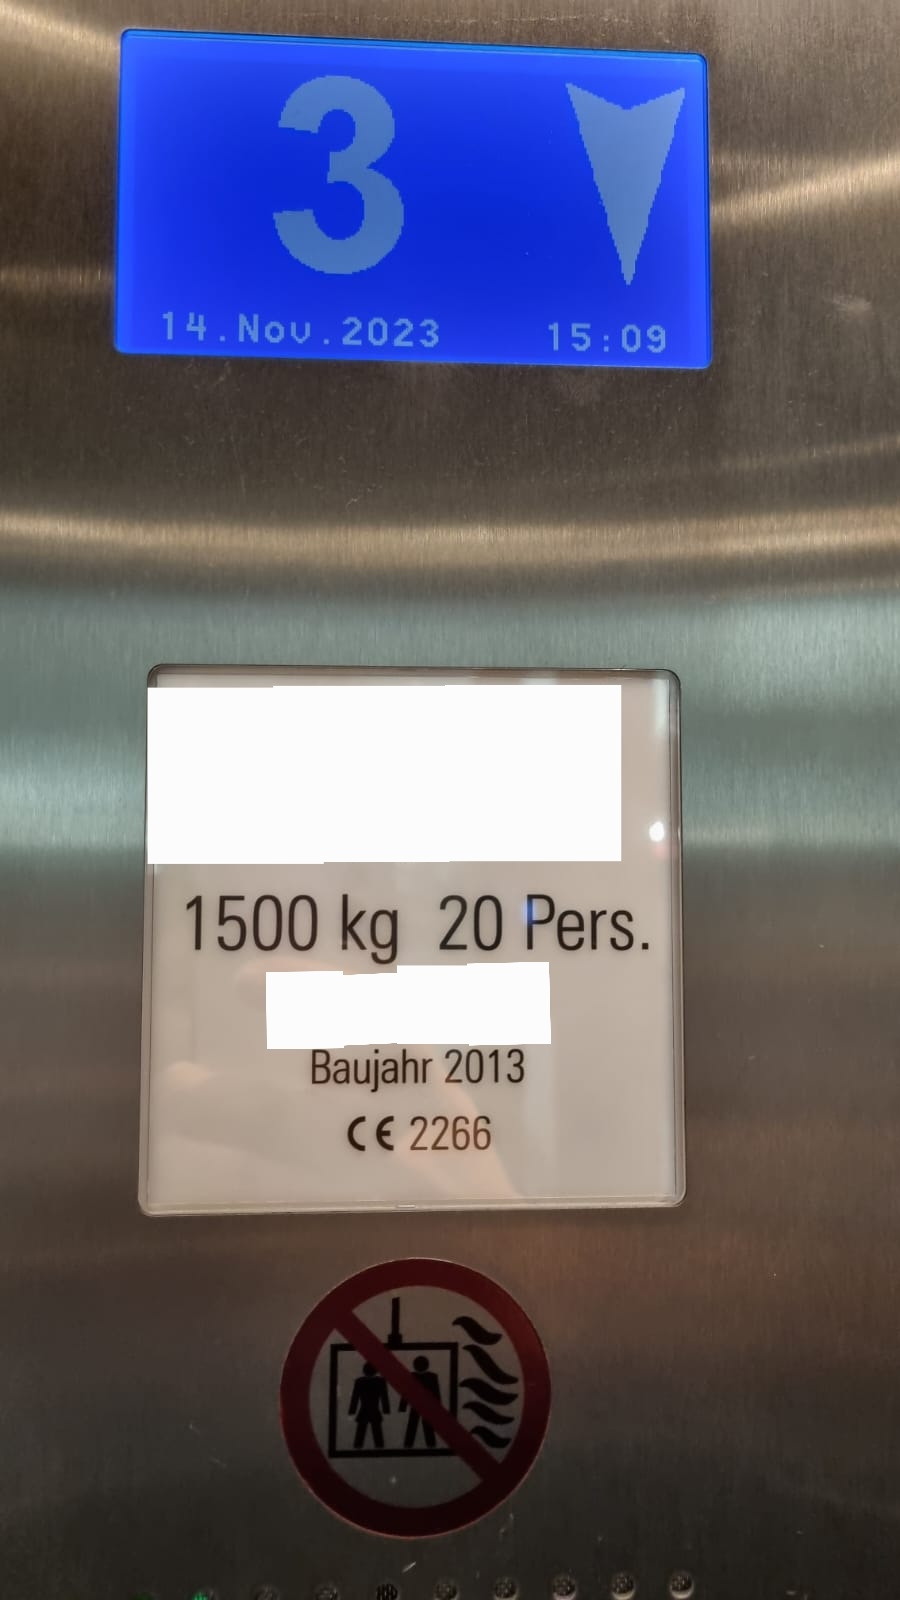 3
14.Nov.2023 15:09
1500 kg 20 Pers.
Baujahr 2013
CE 2266